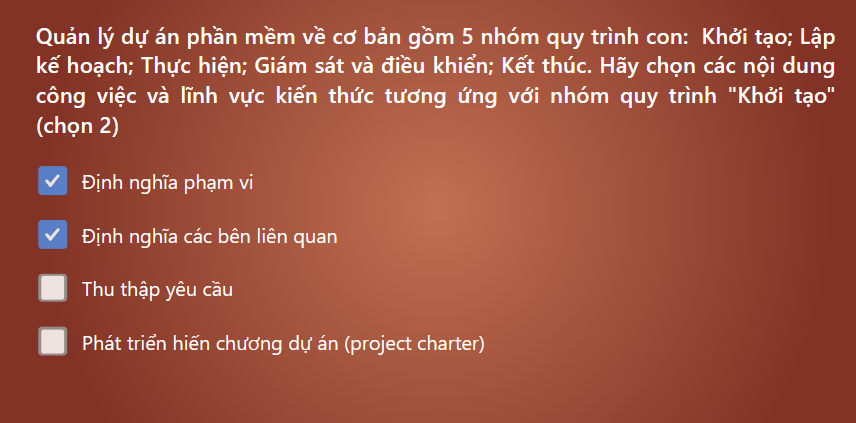 Quản lý dự án phần mềm về cơ bản gồm 5 nhóm quy trình con: Khởi tạo; Lập
kế hoạch; Thực hiện; Giám sát và điều khiển; Kết thúc. Hãy chọn các nội dung
công việc và lĩnh vực kiến thức tương ứng với nhóm quy trình "Khởi tạo"
(chọn 2)
Định nghĩa phạm vi
Định nghĩa các bên liên quan
Thu thập yêu cầu
Phát triển hiến chương dự án (project charter)